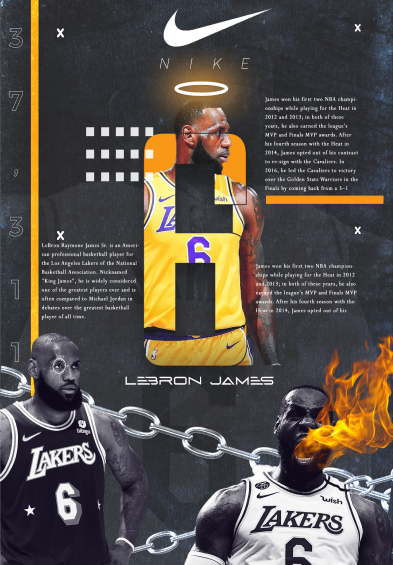 NIKE
37,311
x
x
James won his first two NBA champi-
onships while playing for the Heat in
2012 and 2013; in both of these
years, he also earned the league's
MVP and Finals MVP awards. After
his fourth season with the Heat in
2014, James opted out of his contract
to re-sign with the Cavaliers. In
2016, he led the Cavaliers to victory
over the Golden State Warriors in the
Finals by coming back from a 3-1
wish
L
6
x
x
LeBron Raymone James Sr. is an Ameri-
can professional basketball player for
the Los Angeles Lakers of the National
Basketball Association. Nicknamed
"King James", he is widely considered
one of the greatest players ever and is
often compared to Michael Jordan in
debates over the greatest basketball
player of all time.
James won his first two NBA champion-
ships while playing for the Heat in 2012
and 2013; in both of these years, he also
earned the league's MVP and Finals MVP
awards. After his fourth season with the
Heat in 2014, James opted out of his
LEBRON JAMES
LAKERS
6
wish
LAKERS
6